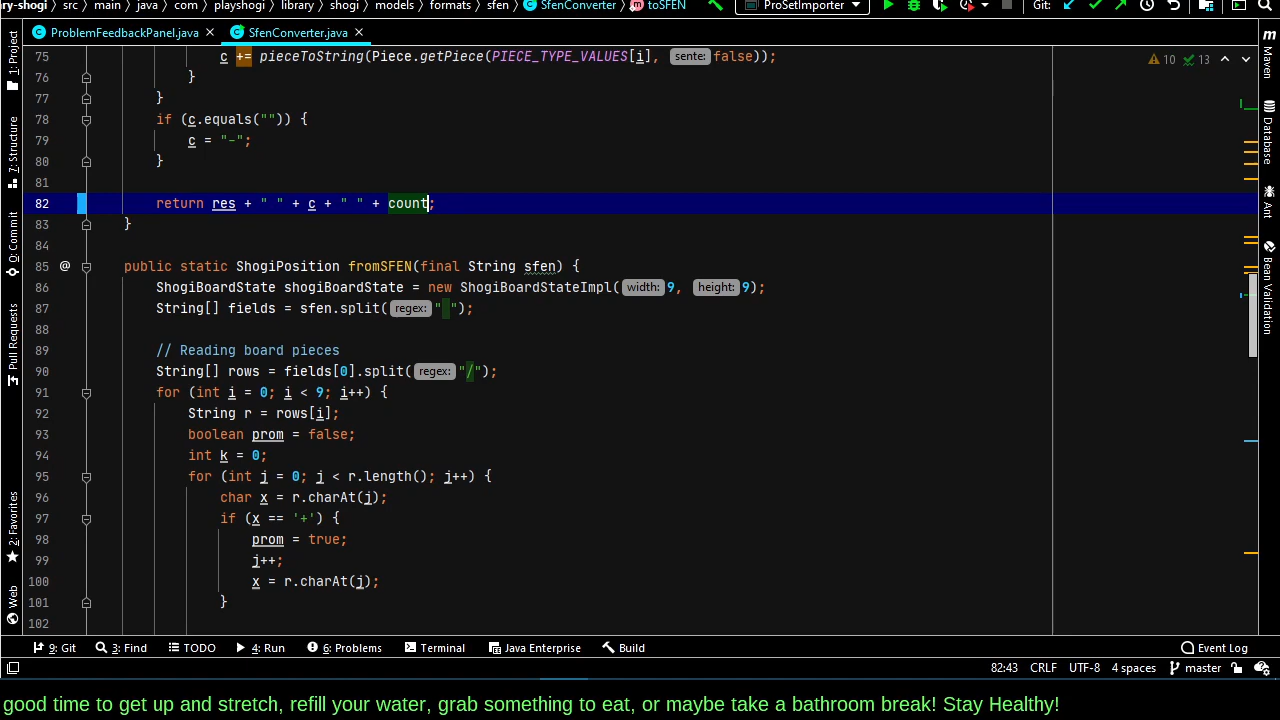 ry-shogi › src › main › java › com › playshogi › library › shogi › models › formats › sfen › SfenConverter › toSFEN ProSetImporter Git:
ProblemFeedbackPanel.java SfenConverter.java
1: Project
7: Structure
0: Commit
Pull Requests
2: Favorites
Web
75 c += pieceToString(Piece.getPiece(PIECE_TYPE_VALUES[i], sente: false)); 10 13
76 }
77 }
78 if (c.equals("")) {
79 c = "-";
80 }
81
82 return res + " " + c + " " + count;
83 }
84
85 @ public static ShogiPosition fromSFEN(final String sfen) {
86 ShogiBoardState shogiBoardState = new ShogiBoardStateImpl( width: 9, height: 9);
87 String[] fields = sfen.split( regex: " ");
88
89 // Reading board pieces
90 String[] rows = fields[0].split( regex: "/");
91 for (int i = 0; i < 9; i++) {
92 String r = rows[i];
93 boolean prom = false;
94 int k = 0;
95 for (int j = 0; j < r.length(); j++) {
96 char x = r.charAt(j);
97 if (x == '+') {
98 prom = true;
99 j++;
100 x = r.charAt(j);
101 }
102
m Maven
Database
Ant
Bean Validation
9: Git 3: Find TODO 4: Run 6: Problems Terminal Java Enterprise Build Event Log
82:43 CRLF UTF-8 4 spaces master
good time to get up and stretch, refill your water, grab something to eat, or maybe take a bathroom break! Stay Healthy!